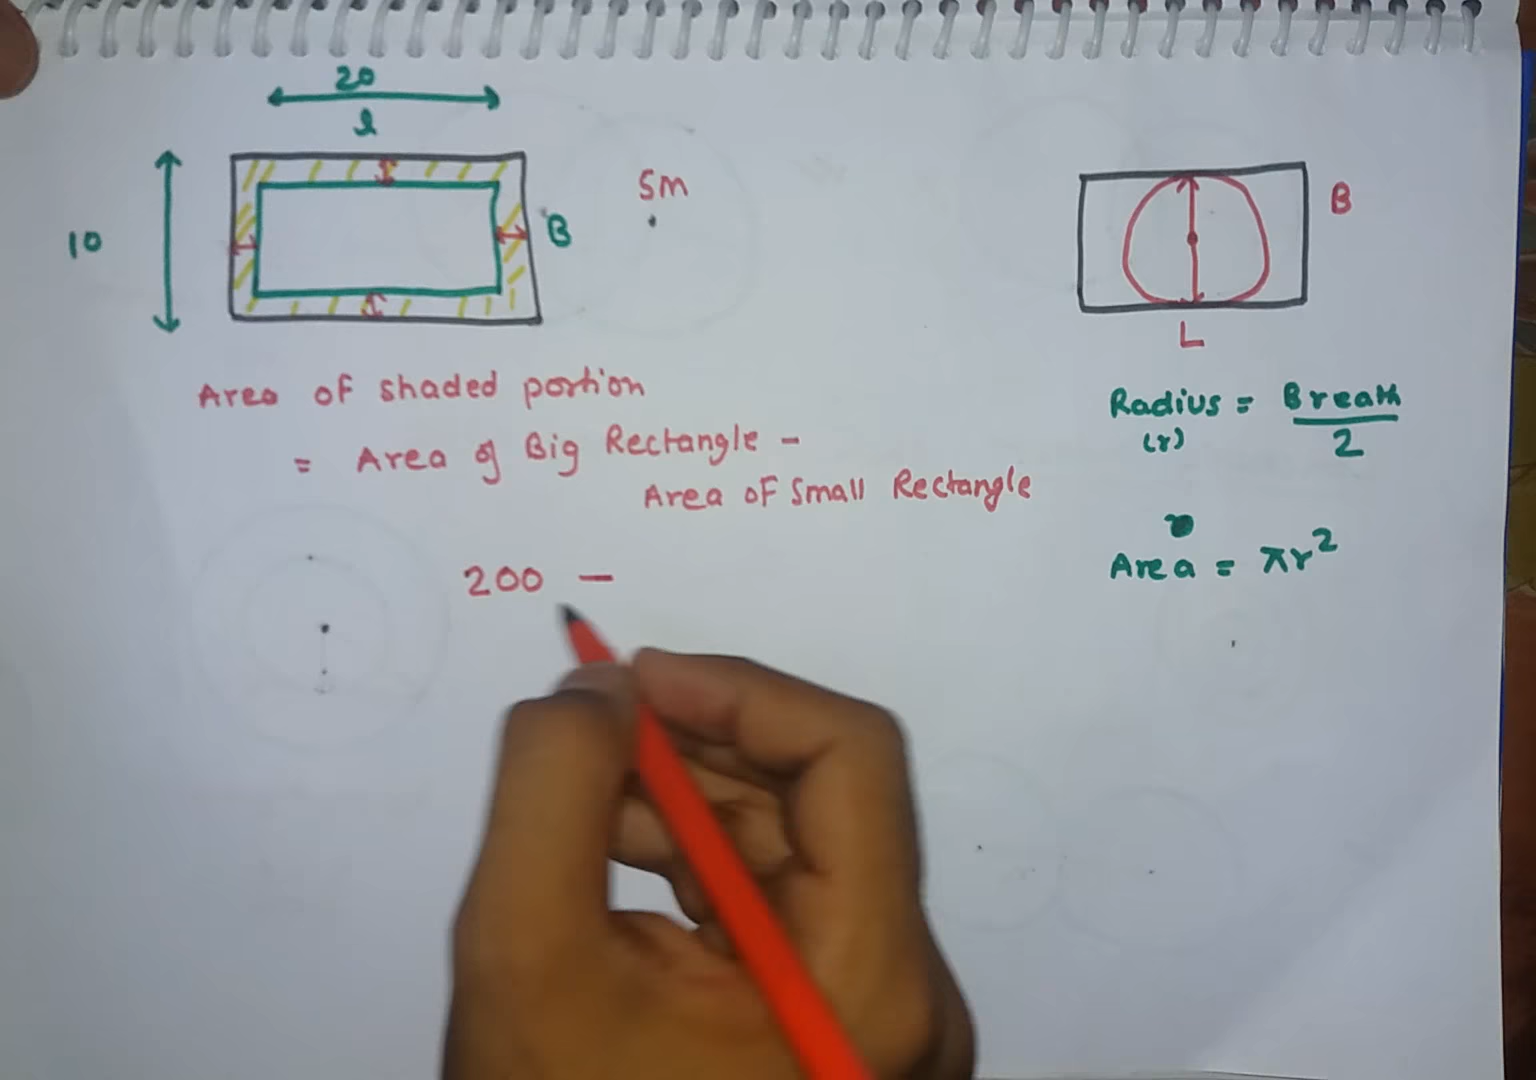 20
l
10
B
5m
Area of shaded portion
= Area of Big Rectangle -
Area of Small Rectangle
200 -
B
L
Radius = Breath
(r) 2
Area = πr²